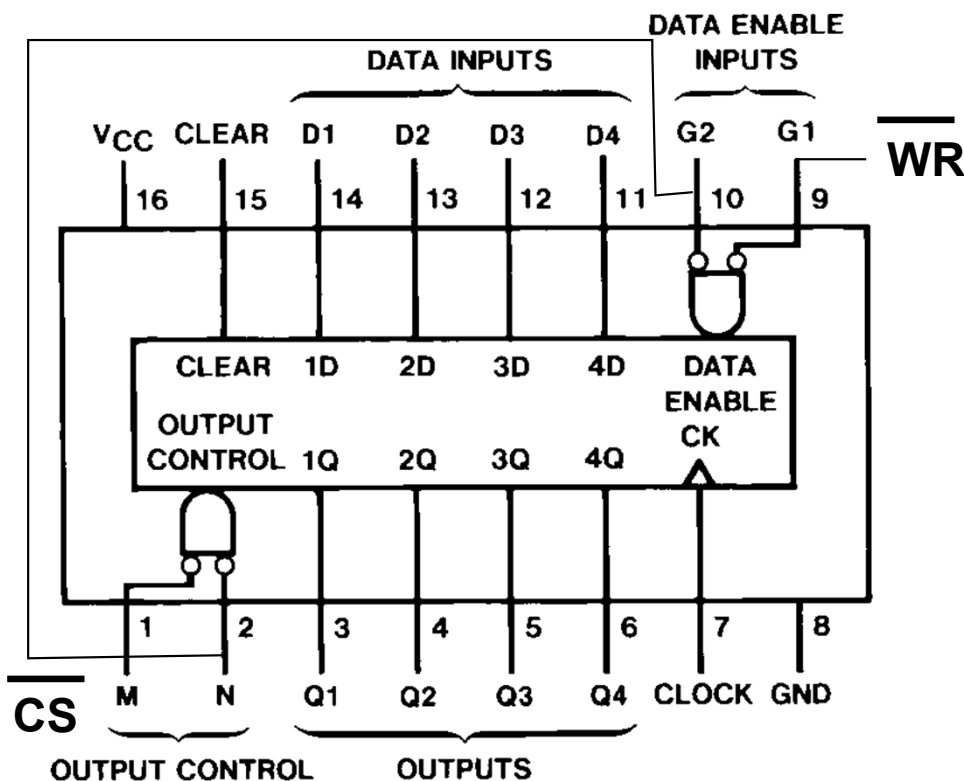 DATA ENABLE
INPUTS
DATA INPUTS
VCC CLEAR D1 D2 D3 D4 G2 G1 WR
16 15 14 13 12 11 10 9
CLEAR 1D 2D 3D 4D DATA
ENABLE
CK
OUTPUT
CONTROL 1Q 2Q 3Q 4Q
1 2 3 4 5 6 7 8
CS M N Q1 Q2 Q3 Q4 CLOCK GND
OUTPUT CONTROL OUTPUTS